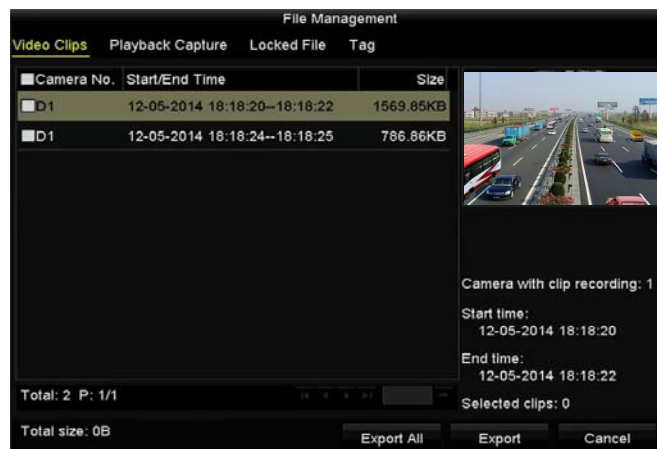 File Management
Video Clips Playback Capture Locked File Tag
Camera No. Start/End Time Size
D1 12-05-2014 18:18:20--18:18:22 1569.85KB
D1 12-05-2014 18:18:24--18:18:25 786.86KB
Camera with clip recording: 1
Start time:
12-05-2014 18:18:20
End time:
12-05-2014 18:18:22
Selected clips: 0
Total: 2 P: 1/1
Total size: 0B
Export All Export Cancel